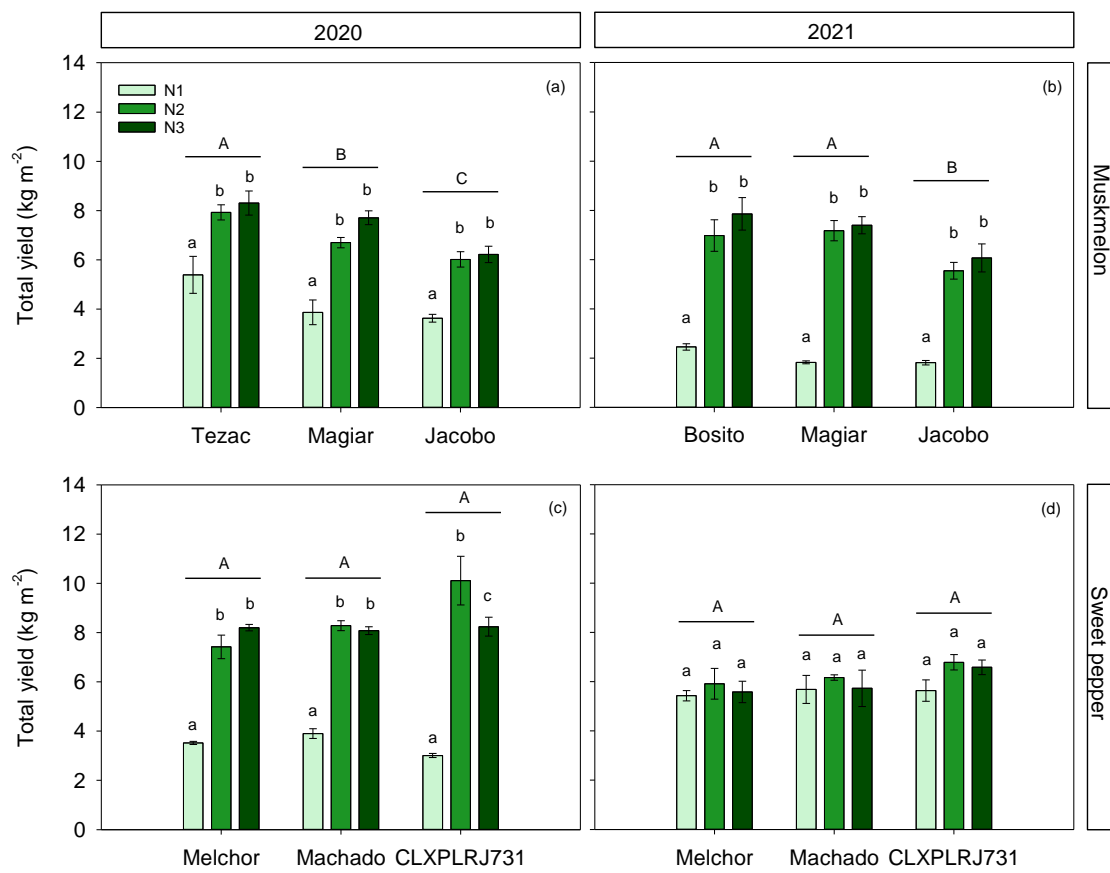 2020
2021
14
12
10
8
6
4
2
0
Total yield (kg m-2)
N1
N2
N3
(a)
A
B
C
a b b
a b b
a b b
Tezac Magiar Jacobo
(b)
A
A
B
a b b
a b b
a b b
Bosito Magiar Jacobo
Muskmelon
14
12
10
8
6
4
2
0
Total yield (kg m-2)
(c)
A
A
A
a b b
a b b
a b c
Melchor Machado CLXPLRJ731
(d)
A
A
A
a a a
a a a
a a a
Melchor Machado CLXPLRJ731
Sweet pepper